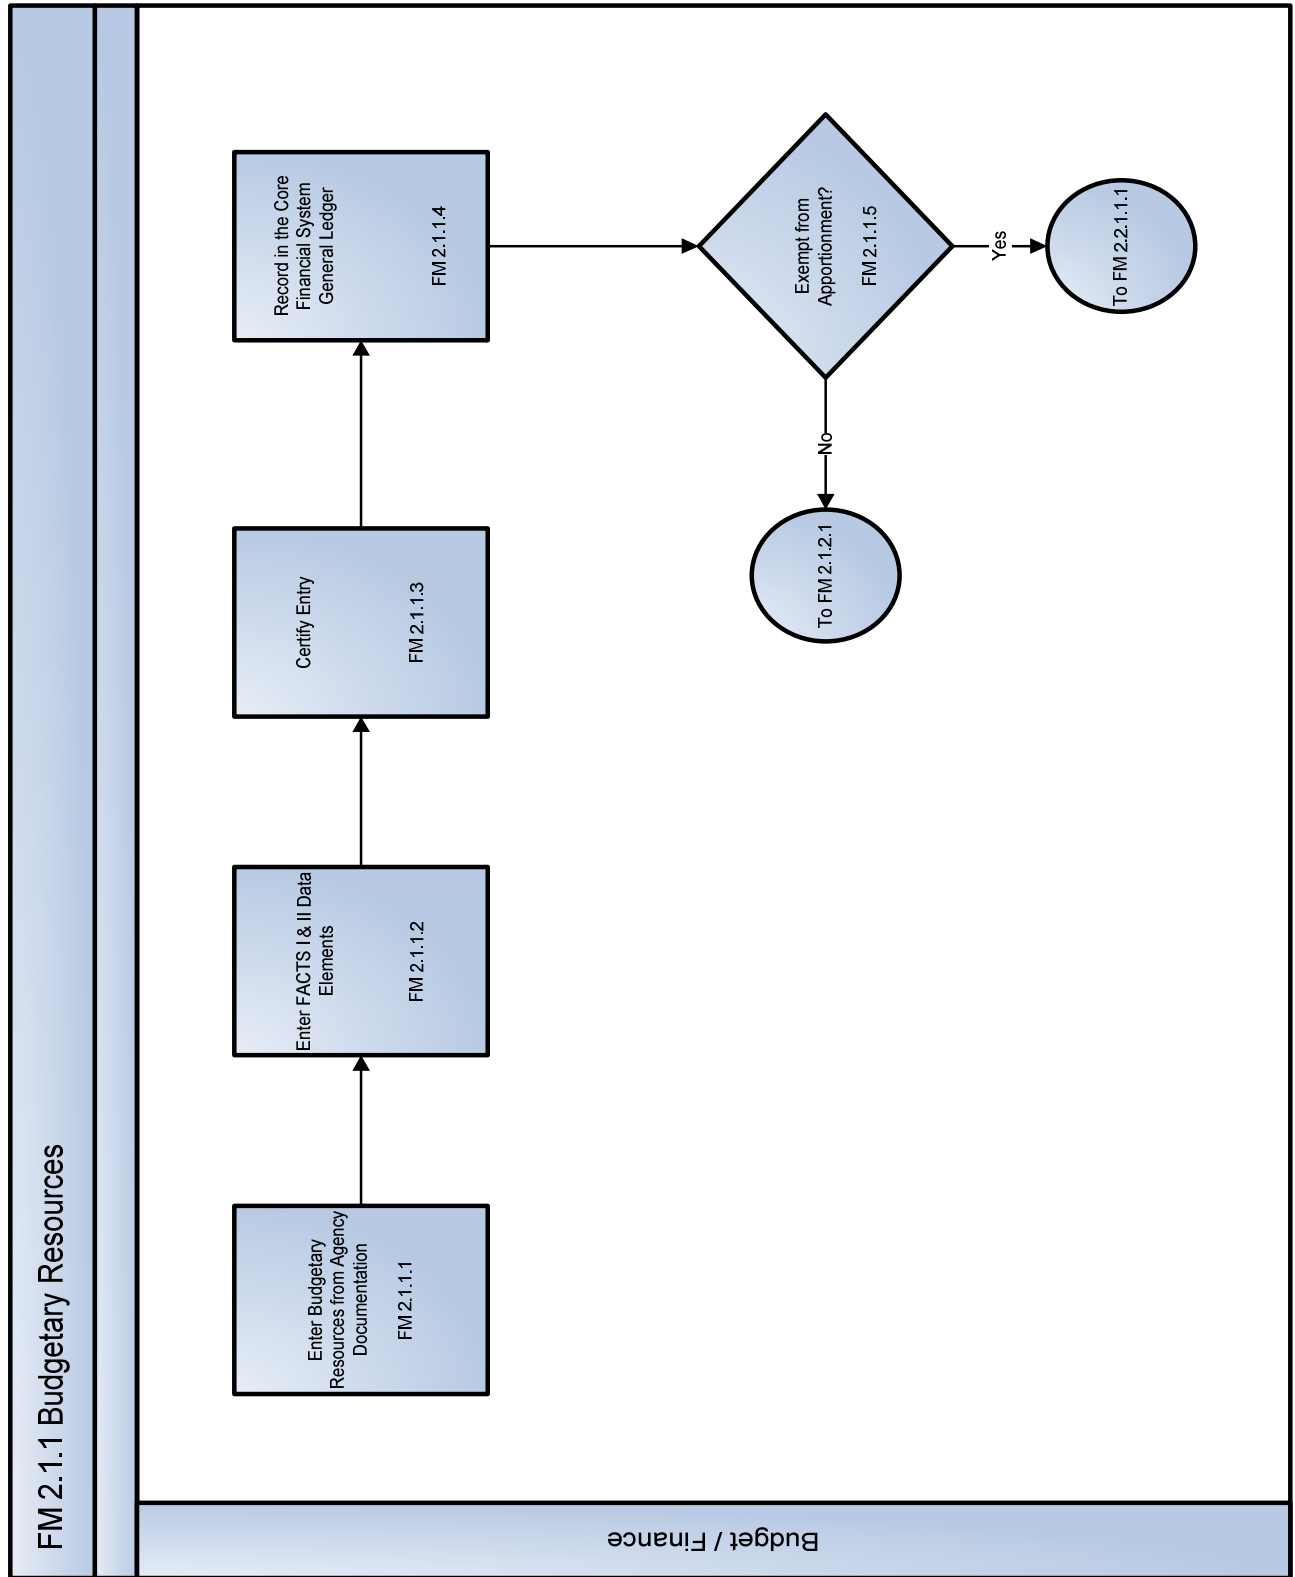 FM 2.1.1 Budgetary Resources
Budget / Finance
Enter Budgetary
Resources from Agency
Documentation
FM 2.1.1.1
Enter FACTS I & II Data
Elements
FM 2.1.1.2
Certify Entry
FM 2.1.1.3
Record in the Core
Financial System
General Ledger
FM 2.1.1.4
Exempt from
Apportionment?
FM 2.1.1.5
No
To FM 2.1.2.1
Yes
To FM 2.2.1.1.1